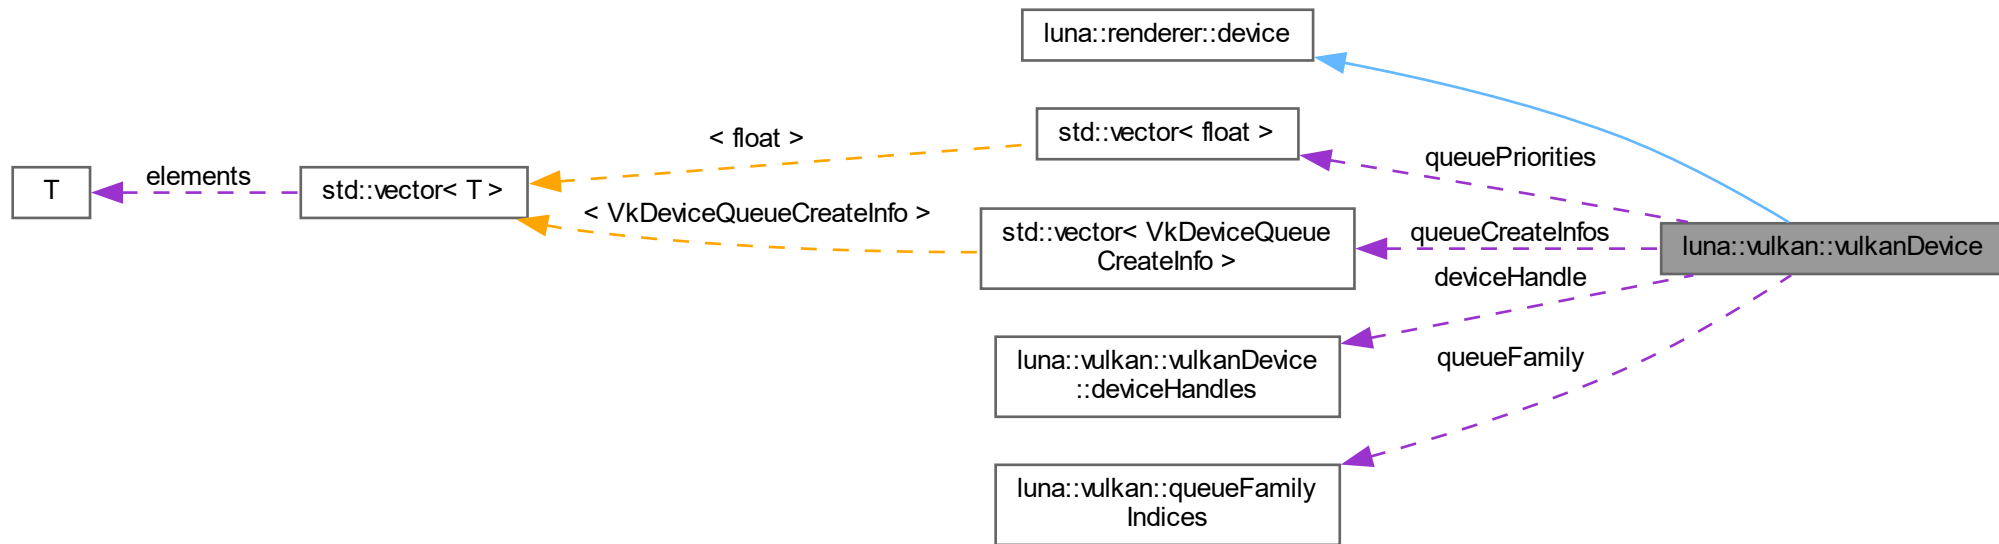 luna::renderer::device
< float >
std::vector< float >
queuePriorities
elements
T
std::vector< T >
< VkDeviceQueueCreateInfo >
std::vector< VkDeviceQueue
CreateInfo >
queueCreateInfos
luna::vulkan::vulkanDevice
deviceHandle
luna::vulkan::vulkanDevice
::deviceHandles
queueFamily
luna::vulkan::queueFamily
Indices